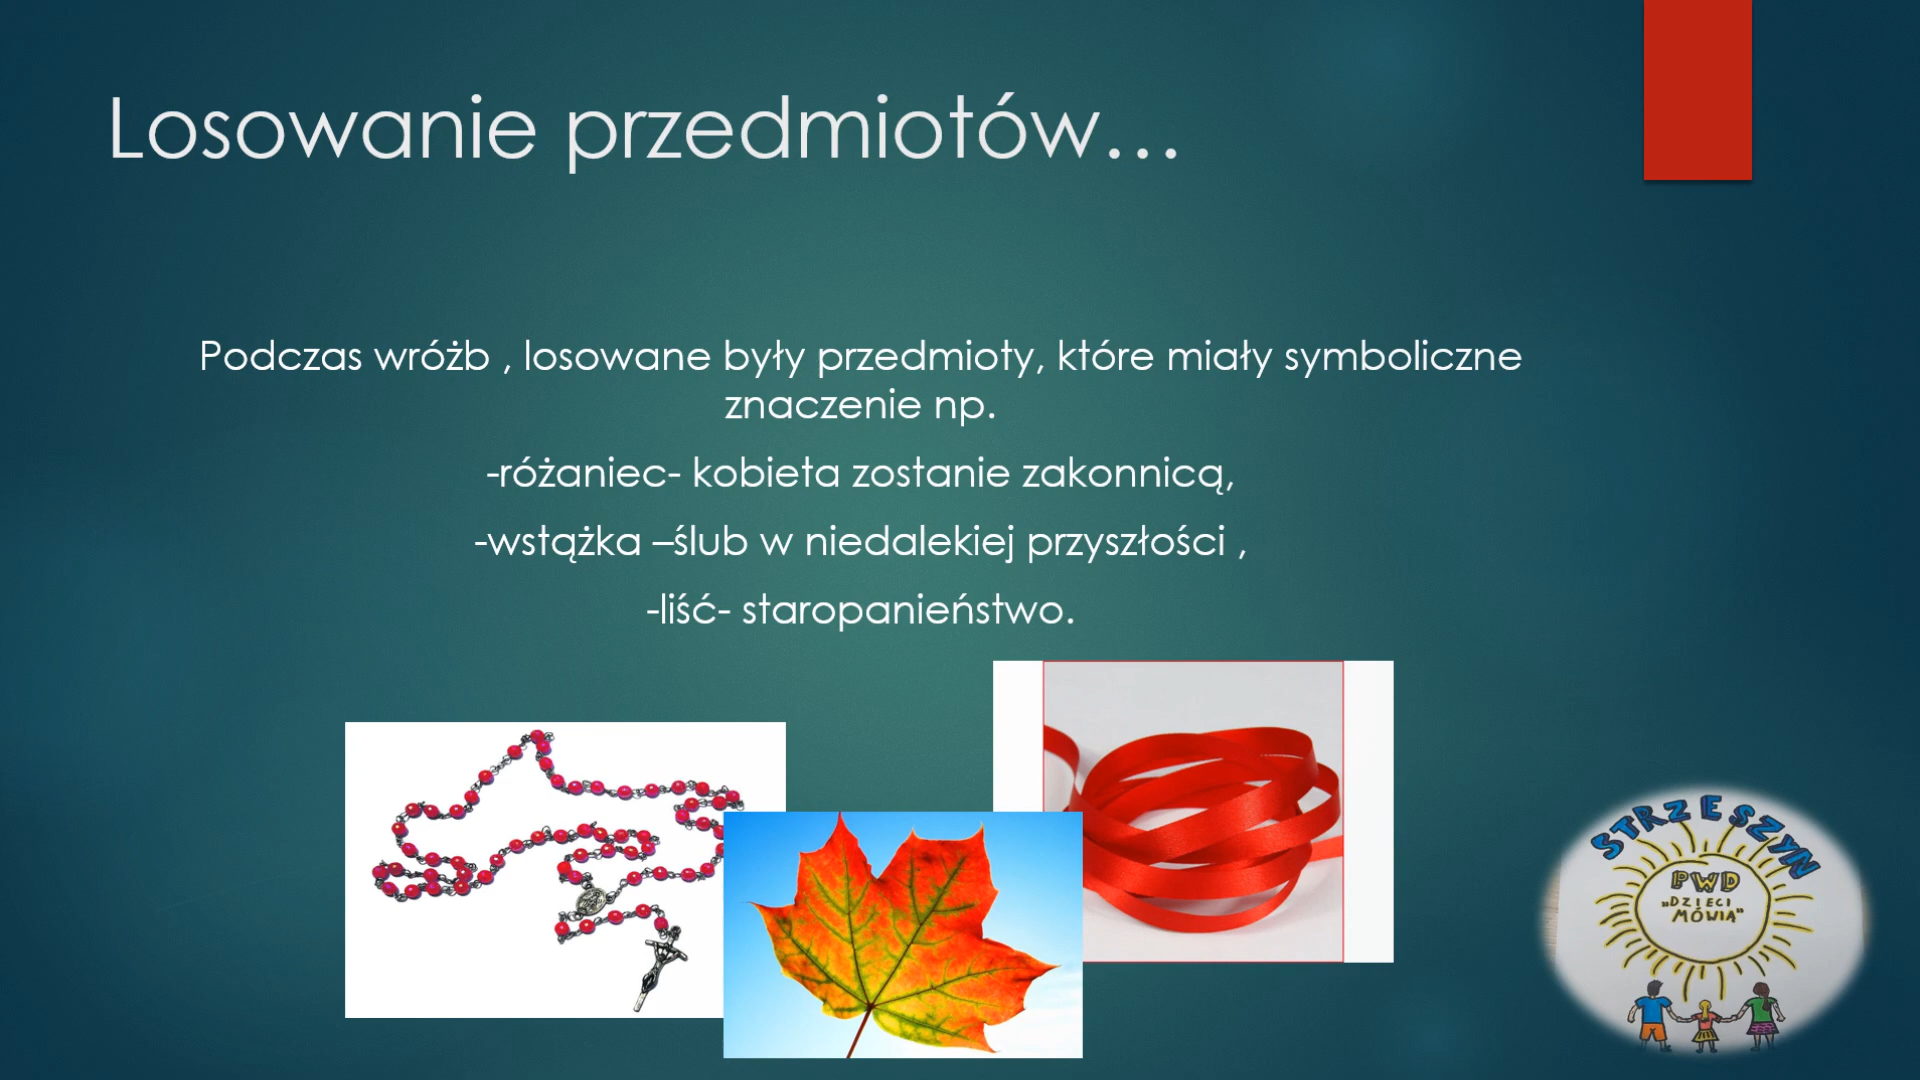 Losowanie przedmiotów...
Podczas wróżb , losowane były przedmioty, które miały symboliczne
znaczenie np.
-różaniec- kobieta zostanie zakonnicą,
-wstążka –ślub w niedalekiej przyszłości ,
-liść- staropanieństwo.
STRZESZYN
PWD
„DZIECI
MÓWIĄ"